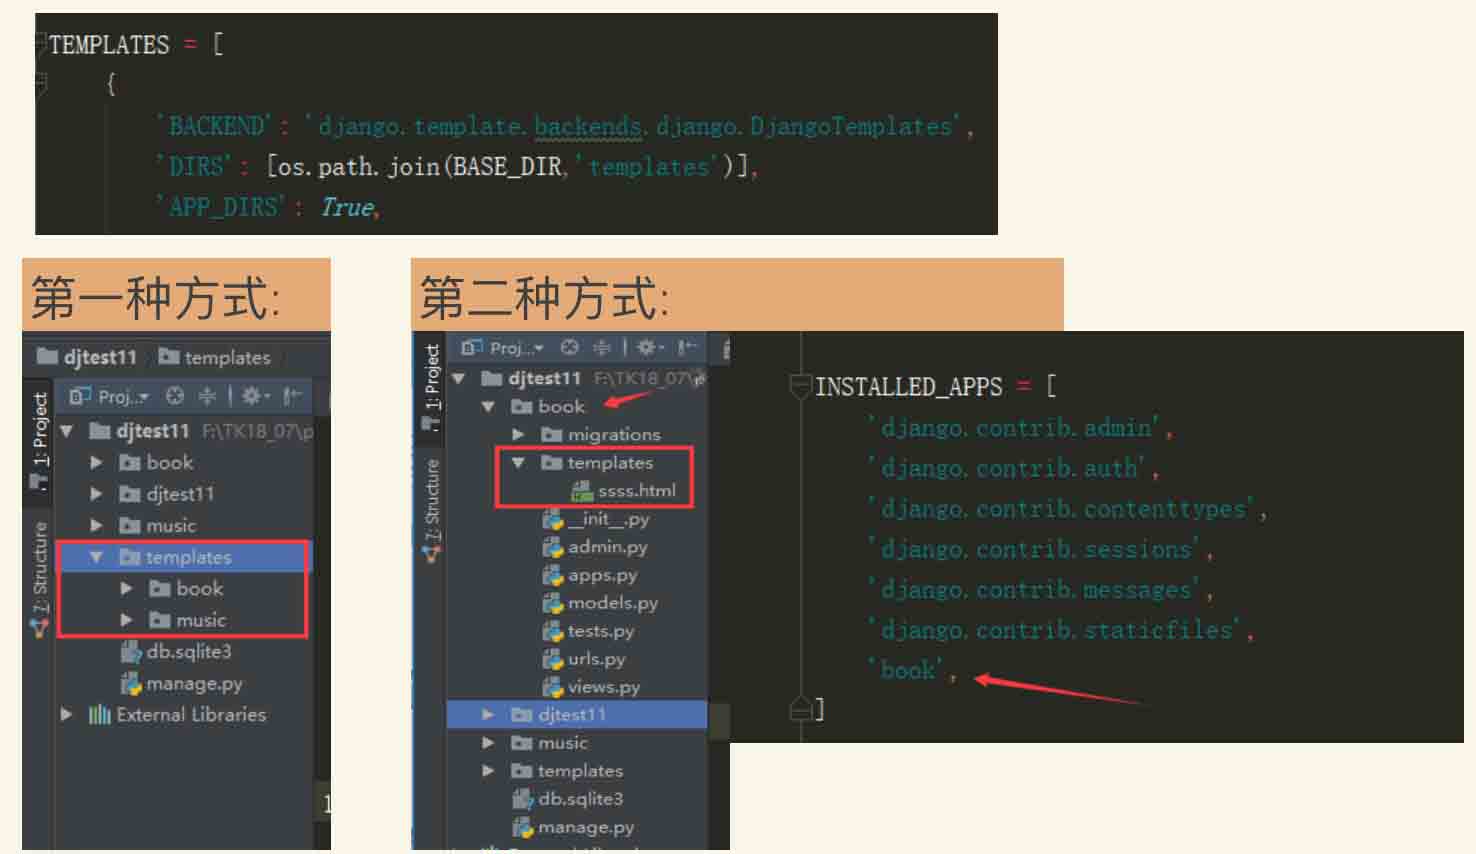 TEMPLATES = [
{
'BACKEND': 'django.template.backends.django.DjangoTemplates',
'DIRS': [os.path.join(BASE_DIR,'templates')],
'APP_DIRS': True,
第一种方式:
djtest11 templates
Proj...
1: Project
7: Structure
djtest11 F:\TK18_07\p
book
djtest11
music
templates
book
music
db.sqlite3
manage.py
External Libraries
1
第二种方式:
Proj...
1: Project
7: Structure
djtest11 F:\TK18_07\
book
migrations
templates
ssss.html
__init__.py
admin.py
apps.py
models.py
tests.py
urls.py
views.py
djtest11
music
templates
db.sqlite3
manage.py
INSTALLED_APPS = [
'django.contrib.admin',
'django.contrib.auth',
'django.contrib.contenttypes',
'django.contrib.sessions',
'django.contrib.messages',
'django.contrib.staticfiles',
'book',
]